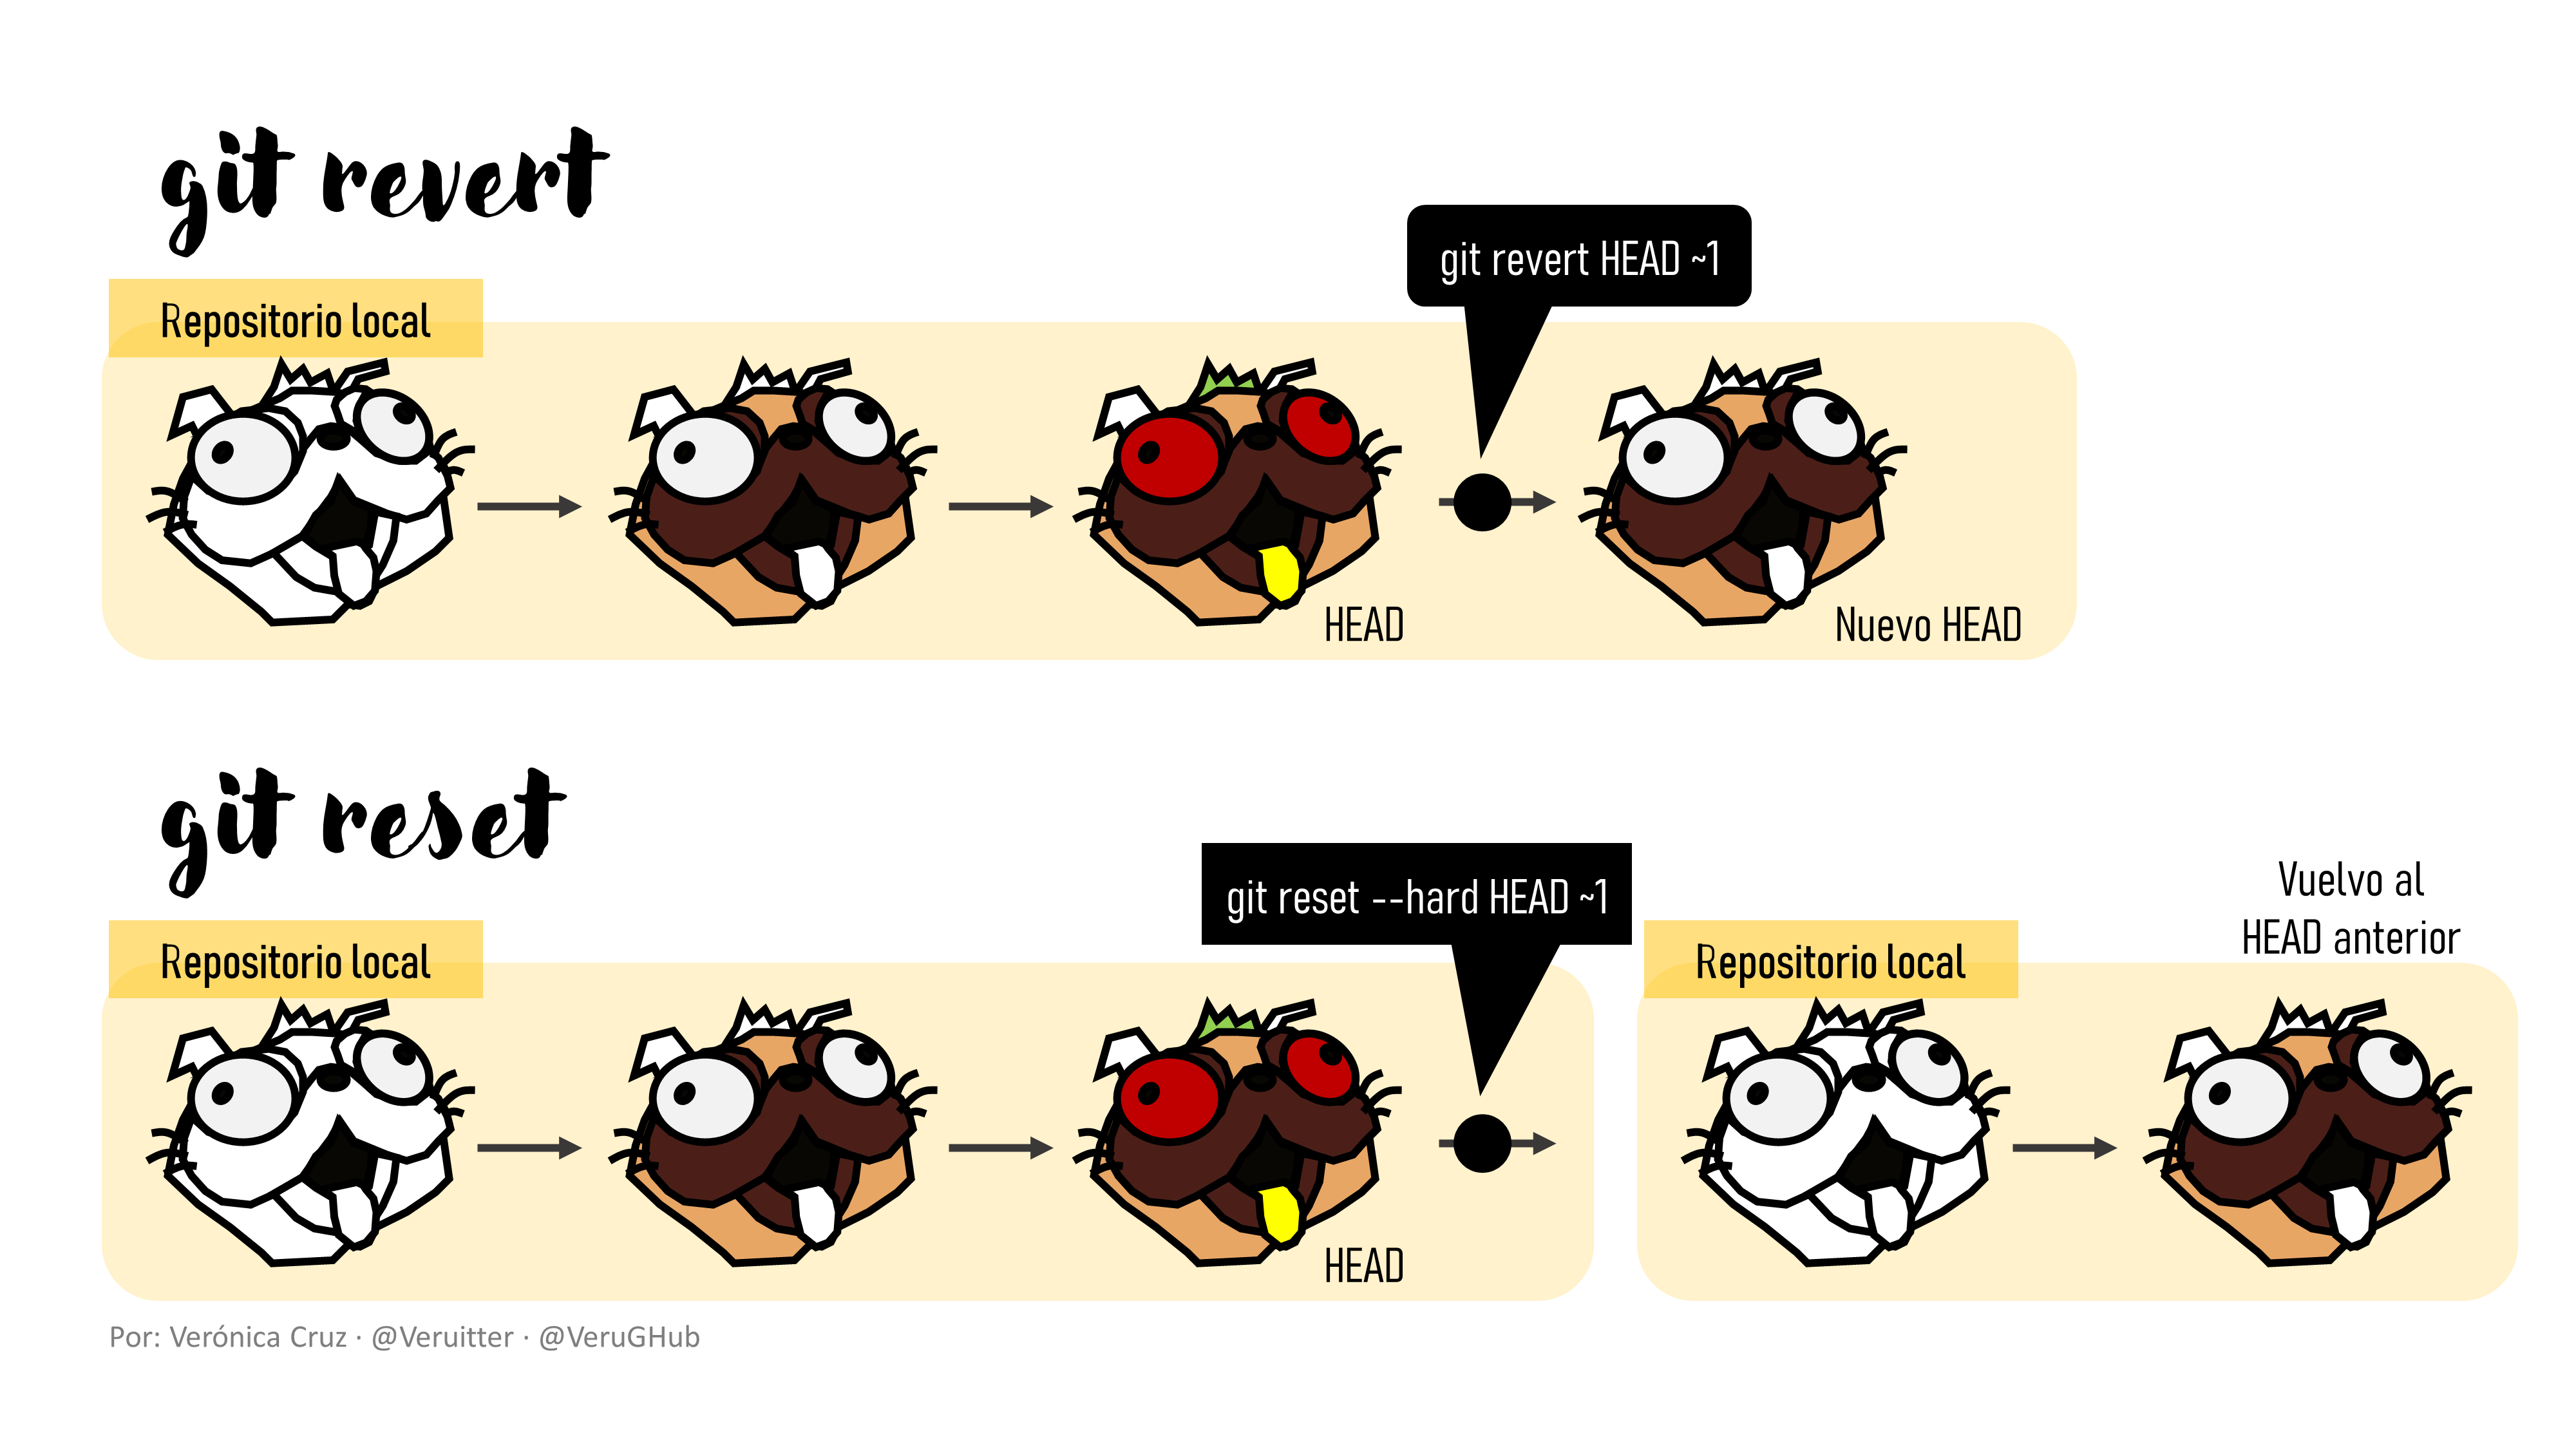 git revert
git revert HEAD ~1
Repositorio local
HEAD
Nuevo HEAD
git reset
git reset --hard HEAD ~1
Vuelvo al
HEAD anterior
Repositorio local
Repositorio local
HEAD
Por: Verónica Cruz · @Veruitter · @VeruGHub